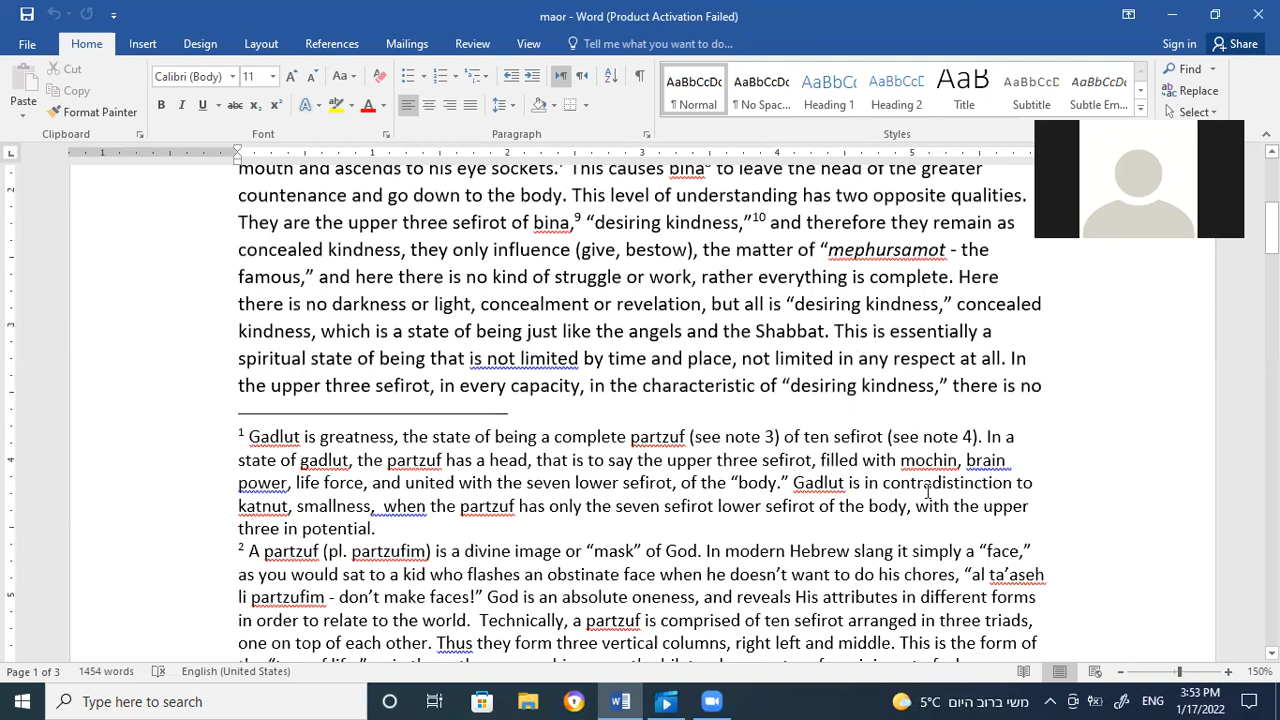 maor - Word (Product Activation Failed)
File Home Insert Design Layout References Mailings Review View Tell me what you want to do... Sign in Share
Cut
Copy
Paste
Format Painter
Clipboard
Calibri (Body) 11
Font
Paragraph
AaBbCcDc AaBbCcDc AaBbCc AaBbCcD AaB AaBbCcD AaBbCcD
¶ Normal ¶ No Spac... Heading Heading 2 Title Subtitle Subtle Em...
Styles
Find
Replace
Select
mouth and ascends to his eye sockets. This causes bina to leave the head of the greater
countenance and go down to the body. This level of understanding has two opposite qualities.
They are the upper three sefirot of bina,9 “desiring kindness,”10 and therefore they remain as
concealed kindness, they only influence (give, bestow), the matter of “mephursamot - the
famous,” and here there is no kind of struggle or work, rather everything is complete. Here
there is no darkness or light, concealment or revelation, but all is “desiring kindness,” concealed
kindness, which is a state of being just like the angels and the Shabbat. This is essentially a
spiritual state of being that is not limited by time and place, not limited in any respect at all. In
the upper three sefirot, in every capacity, in the characteristic of “desiring kindness,” there is no
1 Gadlut is greatness, the state of being a complete partzuf (see note 3) of ten sefirot (see note 4). In a
state of gadlut, the partzuf has a head, that is to say the upper three sefirot, filled with mochin, brain
power, life force, and united with the seven lower sefirot, of the “body.” Gadlut is in contradistinction to
katnut, smallness, when the partzuf has only the seven sefirot lower sefirot of the body, with the upper
three in potential.
2 A partzuf (pl. partzufim) is a divine image or “mask” of God. In modern Hebrew slang it simply a “face,”
as you would sat to a kid who flashes an obstinate face when he doesn’t want to do his chores, “al ta’aseh
li partzufim - don’t make faces!” God is an absolute oneness, and reveals His attributes in different forms
in order to relate to the world. Technically, a partzuf is comprised of ten sefirot arranged in three triads,
one on top of each other. Thus they form three vertical columns, right left and middle. This is the form of
Page 1 of 3 1454 words English (United States) 150%
Type here to search
5°C משי ברוב היום
ENG
3:53 PM
1/17/2022